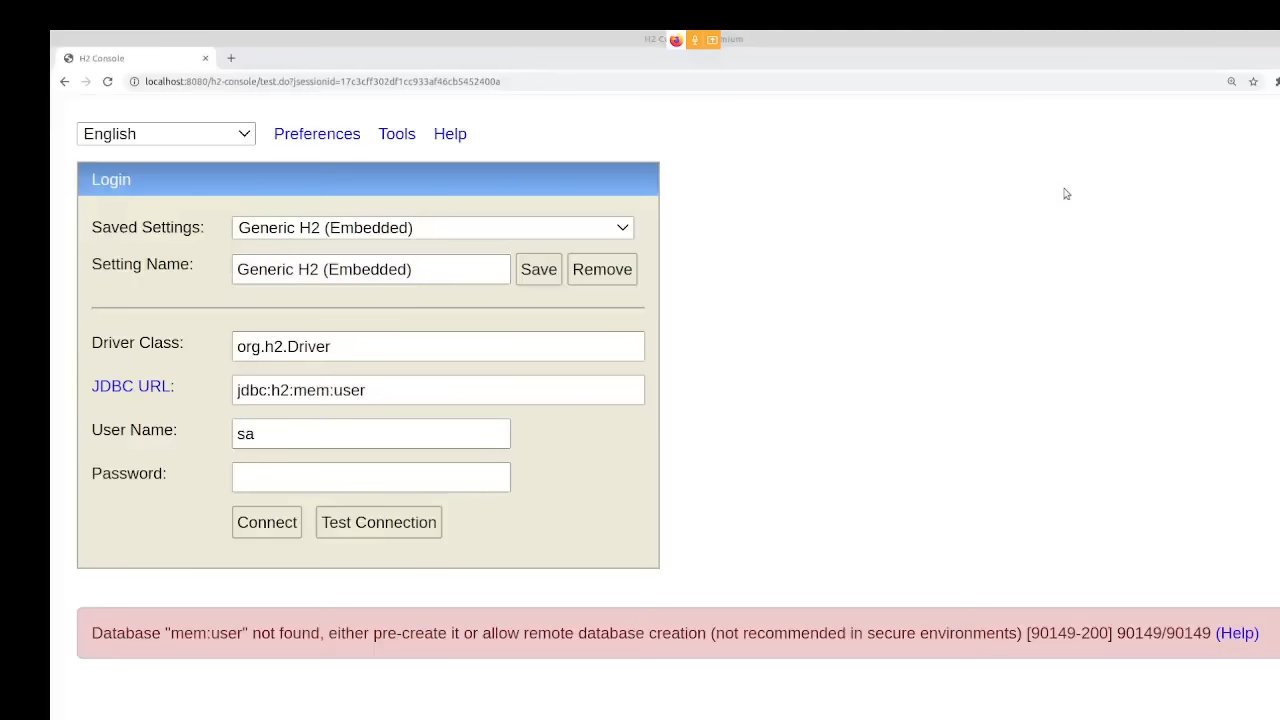 H2 Console
localhost:8080/h2-console/test.do?jsessionid=17c3cff302df1cc933af46cb5452400a
English Preferences Tools Help
Login
Saved Settings: Generic H2 (Embedded)
Setting Name: Generic H2 (Embedded) Save Remove
Driver Class: org.h2.Driver
JDBC URL: jdbc:h2:mem:user
User Name: sa
Password:
Connect Test Connection
Database "mem:user" not found, either pre-create it or allow remote database creation (not recommended in secure environments) [90149-200] 90149/90149 (Help)